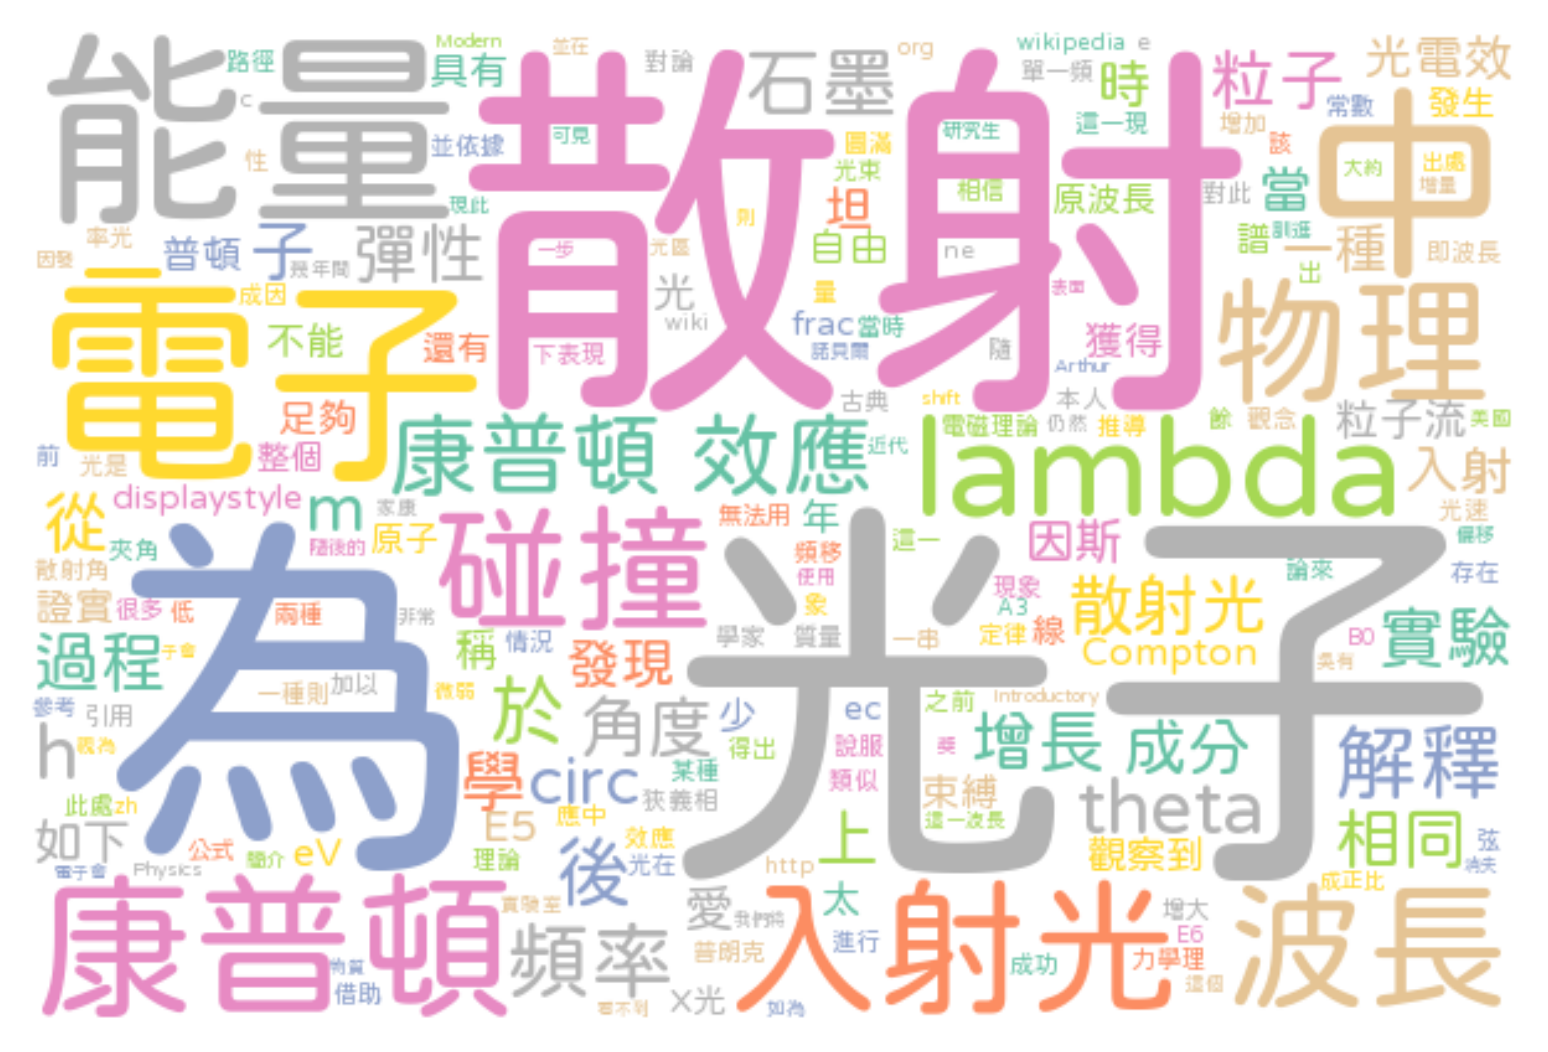 能量
路徑
Modern
具有
並在
散射
對論
石墨
org
wikipedia
e
單一頻
時
粒子
光電效
常數
發生
c
性
並依據
可見
圓滿
光束
研究生
這一現
增加
該
中
大約
出處
增量
現此
坦
相信
原波長
對此
當
率光
普頓
子
彈性
一步
光區
則
自由
ne
譜
一種
即波長
因發
幾年間
電子
成因
光
量
表面
出
物理
不能
還有
wiki
frac
當時
獲得
下表現
諾貝爾
隨
Arthur
足夠
古典
shift
本人
康普頓
效應
電磁理論
仍然
推導
餘
觀念
粒子流
美國
前
光是
整個
近代
lambda
入射
displaystyle
m
家康
從
夾角
隨後的
原子
碰撞
無法用
年
因斯
光速
頻移
這一
光子
偏移
散射角
使用
現象
論來
存在
為
證實
很多
低
兩種
非常
象
A3
散射光
過程
子會
稱
情況
發現
學家
質量
一串
定律
線
Compton
B0
實驗
吳有
一種則
加以
微弱
參考
引用
於
角度
少
ec
之前
Introductory
h
觀為
得出
說服
獎
增長
成分
解釋
學
circ
某種
類似
束縛
theta
此處
zh
狹義相
這一波長
如下
E5
應中
效應
上
觀察到
相同
弦
公式
簡介
eV
理論
光在
http
電子會
Physics
後
消失
成正比
康普頓
實驗室
愛
我們將
太
入射光
增大
波長
頻率
普朗克
進行
E6
物質
成功
力學理
借助
看不到
X光
如為
這個